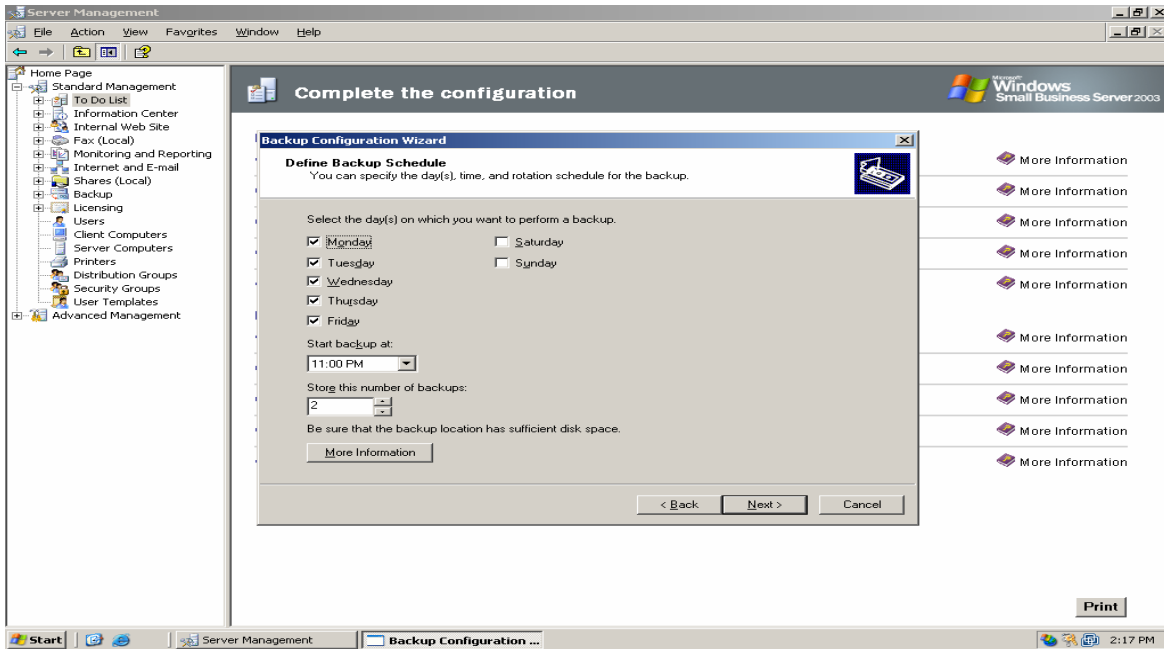 Server Management
File Action View Favorites Window Help
Home Page
Standard Management
To Do List
Information Center
Internal Web Site
Fax (Local)
Monitoring and Reporting
Internet and E-mail
Shares (Local)
Backup
Licensing
Users
Client Computers
Server Computers
Printers
Distribution Groups
Security Groups
User Templates
Advanced Management
Complete the configuration
Microsoft
Windows
Small Business Server 2003
Backup Configuration Wizard
Define Backup Schedule
You can specify the day(s), time, and rotation schedule for the backup.
Select the day(s) on which you want to perform a backup.
Monday
Saturday
Tuesday
Sunday
Wednesday
Thursday
Friday
Start backup at:
11:00 PM
Store this number of backups:
2
Be sure that the backup location has sufficient disk space.
More Information
< Back
Next >
Cancel
More Information
More Information
More Information
More Information
More Information
More Information
More Information
More Information
More Information
More Information
Print
Start
Server Management
Backup Configuration ...
2:17 PM